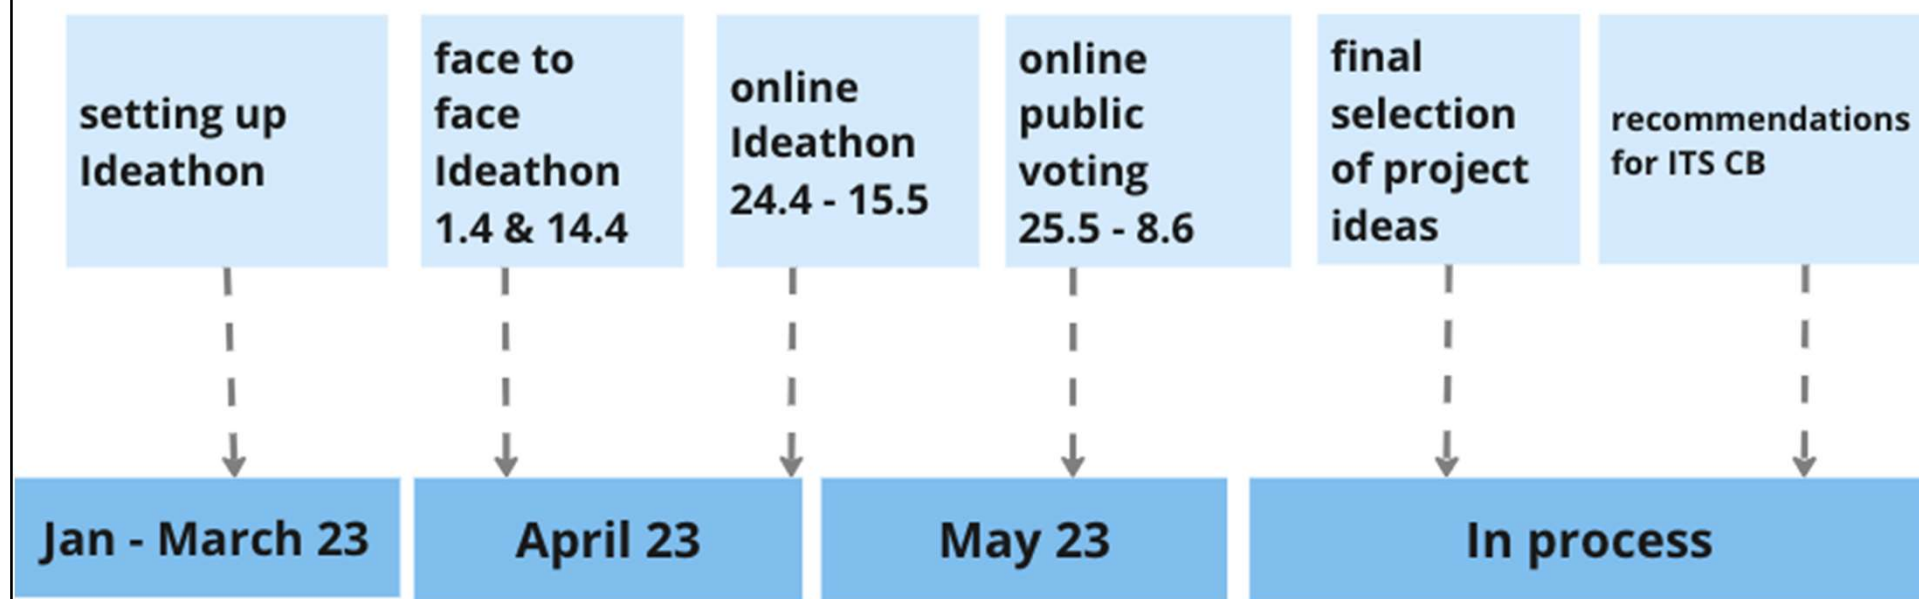 setting up
Ideathon
face to
face
Ideathon
1.4 & 14.4
online
Ideathon
24.4 - 15.5
online
public
voting
25.5 - 8.6
final
selection
of project
ideas
recommendations
for ITS CB
Jan - March 23
April 23
May 23
In process